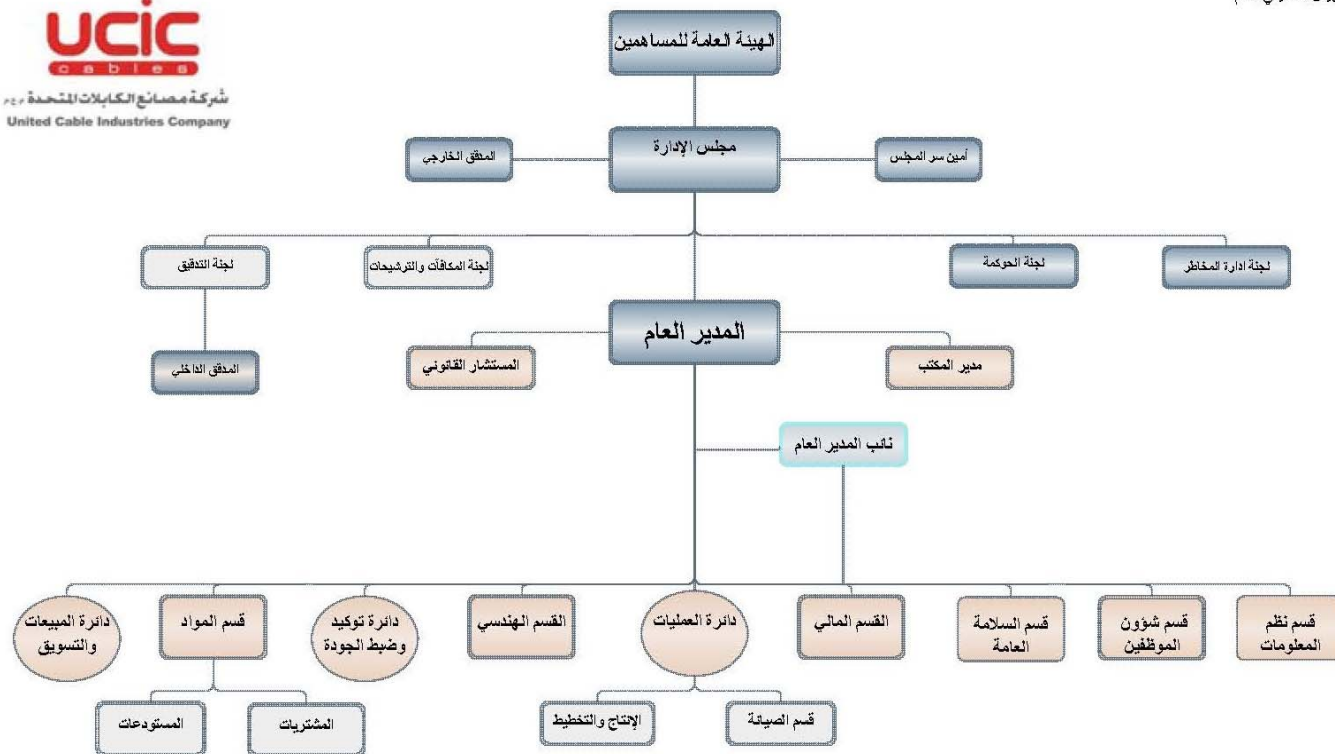 ucic
cables
شركة مصانع الكابلات المتحدة
United Cable Industries Company
الهيئة العامة للمساهمين
مجلس الإدارة
أمين سر المجلس
المدقق الخارجي
لجنة ادارة المخاطر
لجنة الحوكمة
لجنة المكافآت والترشيحات
لجنة التدقيق
المدقق الداخلي
المدير العام
مدير المكتب
المستشار القانوني
نائب المدير العام
قسم نظم
المعلومات
قسم شؤون
الموظفين
قسم السلامة
العامة
القسم المالي
دائرة العمليات
القسم الهندسي
دائرة توكيد
وضبط الجودة
قسم المواد
دائرة المبيعات
والتسويق
قسم الصيانة
الإنتاج والتخطيط
المشتريات
المستودعات